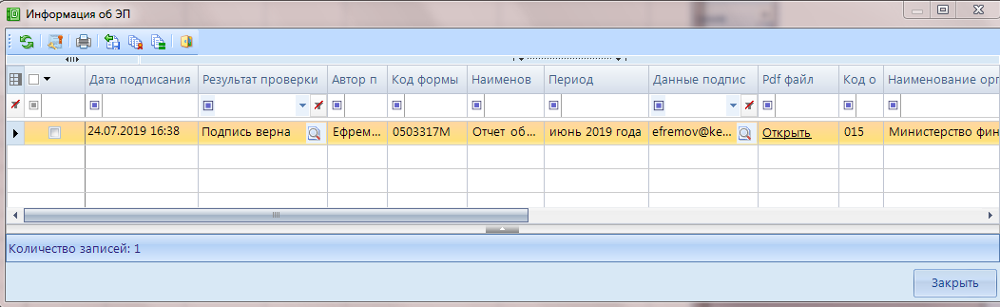 Информация об ЭП
Дата подписания Результат проверки Автор п Код формы Наименов Период Данные подпис Pdf файл Код о Наименование орг
24.07.2019 16:38 Подпись верна Ефрем... 0503317М Отчет об... июнь 2019 года efremov@ke... Открыть 015 Министерство фин
Количество записей: 1
Закрыть